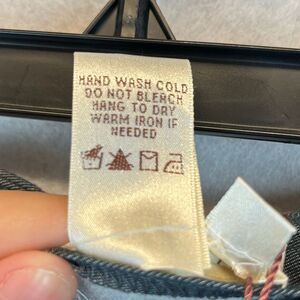 HAND WASH COLD
DO NOT BLEACH
HANG TO DRY
WARM IRON IF
NEEDED